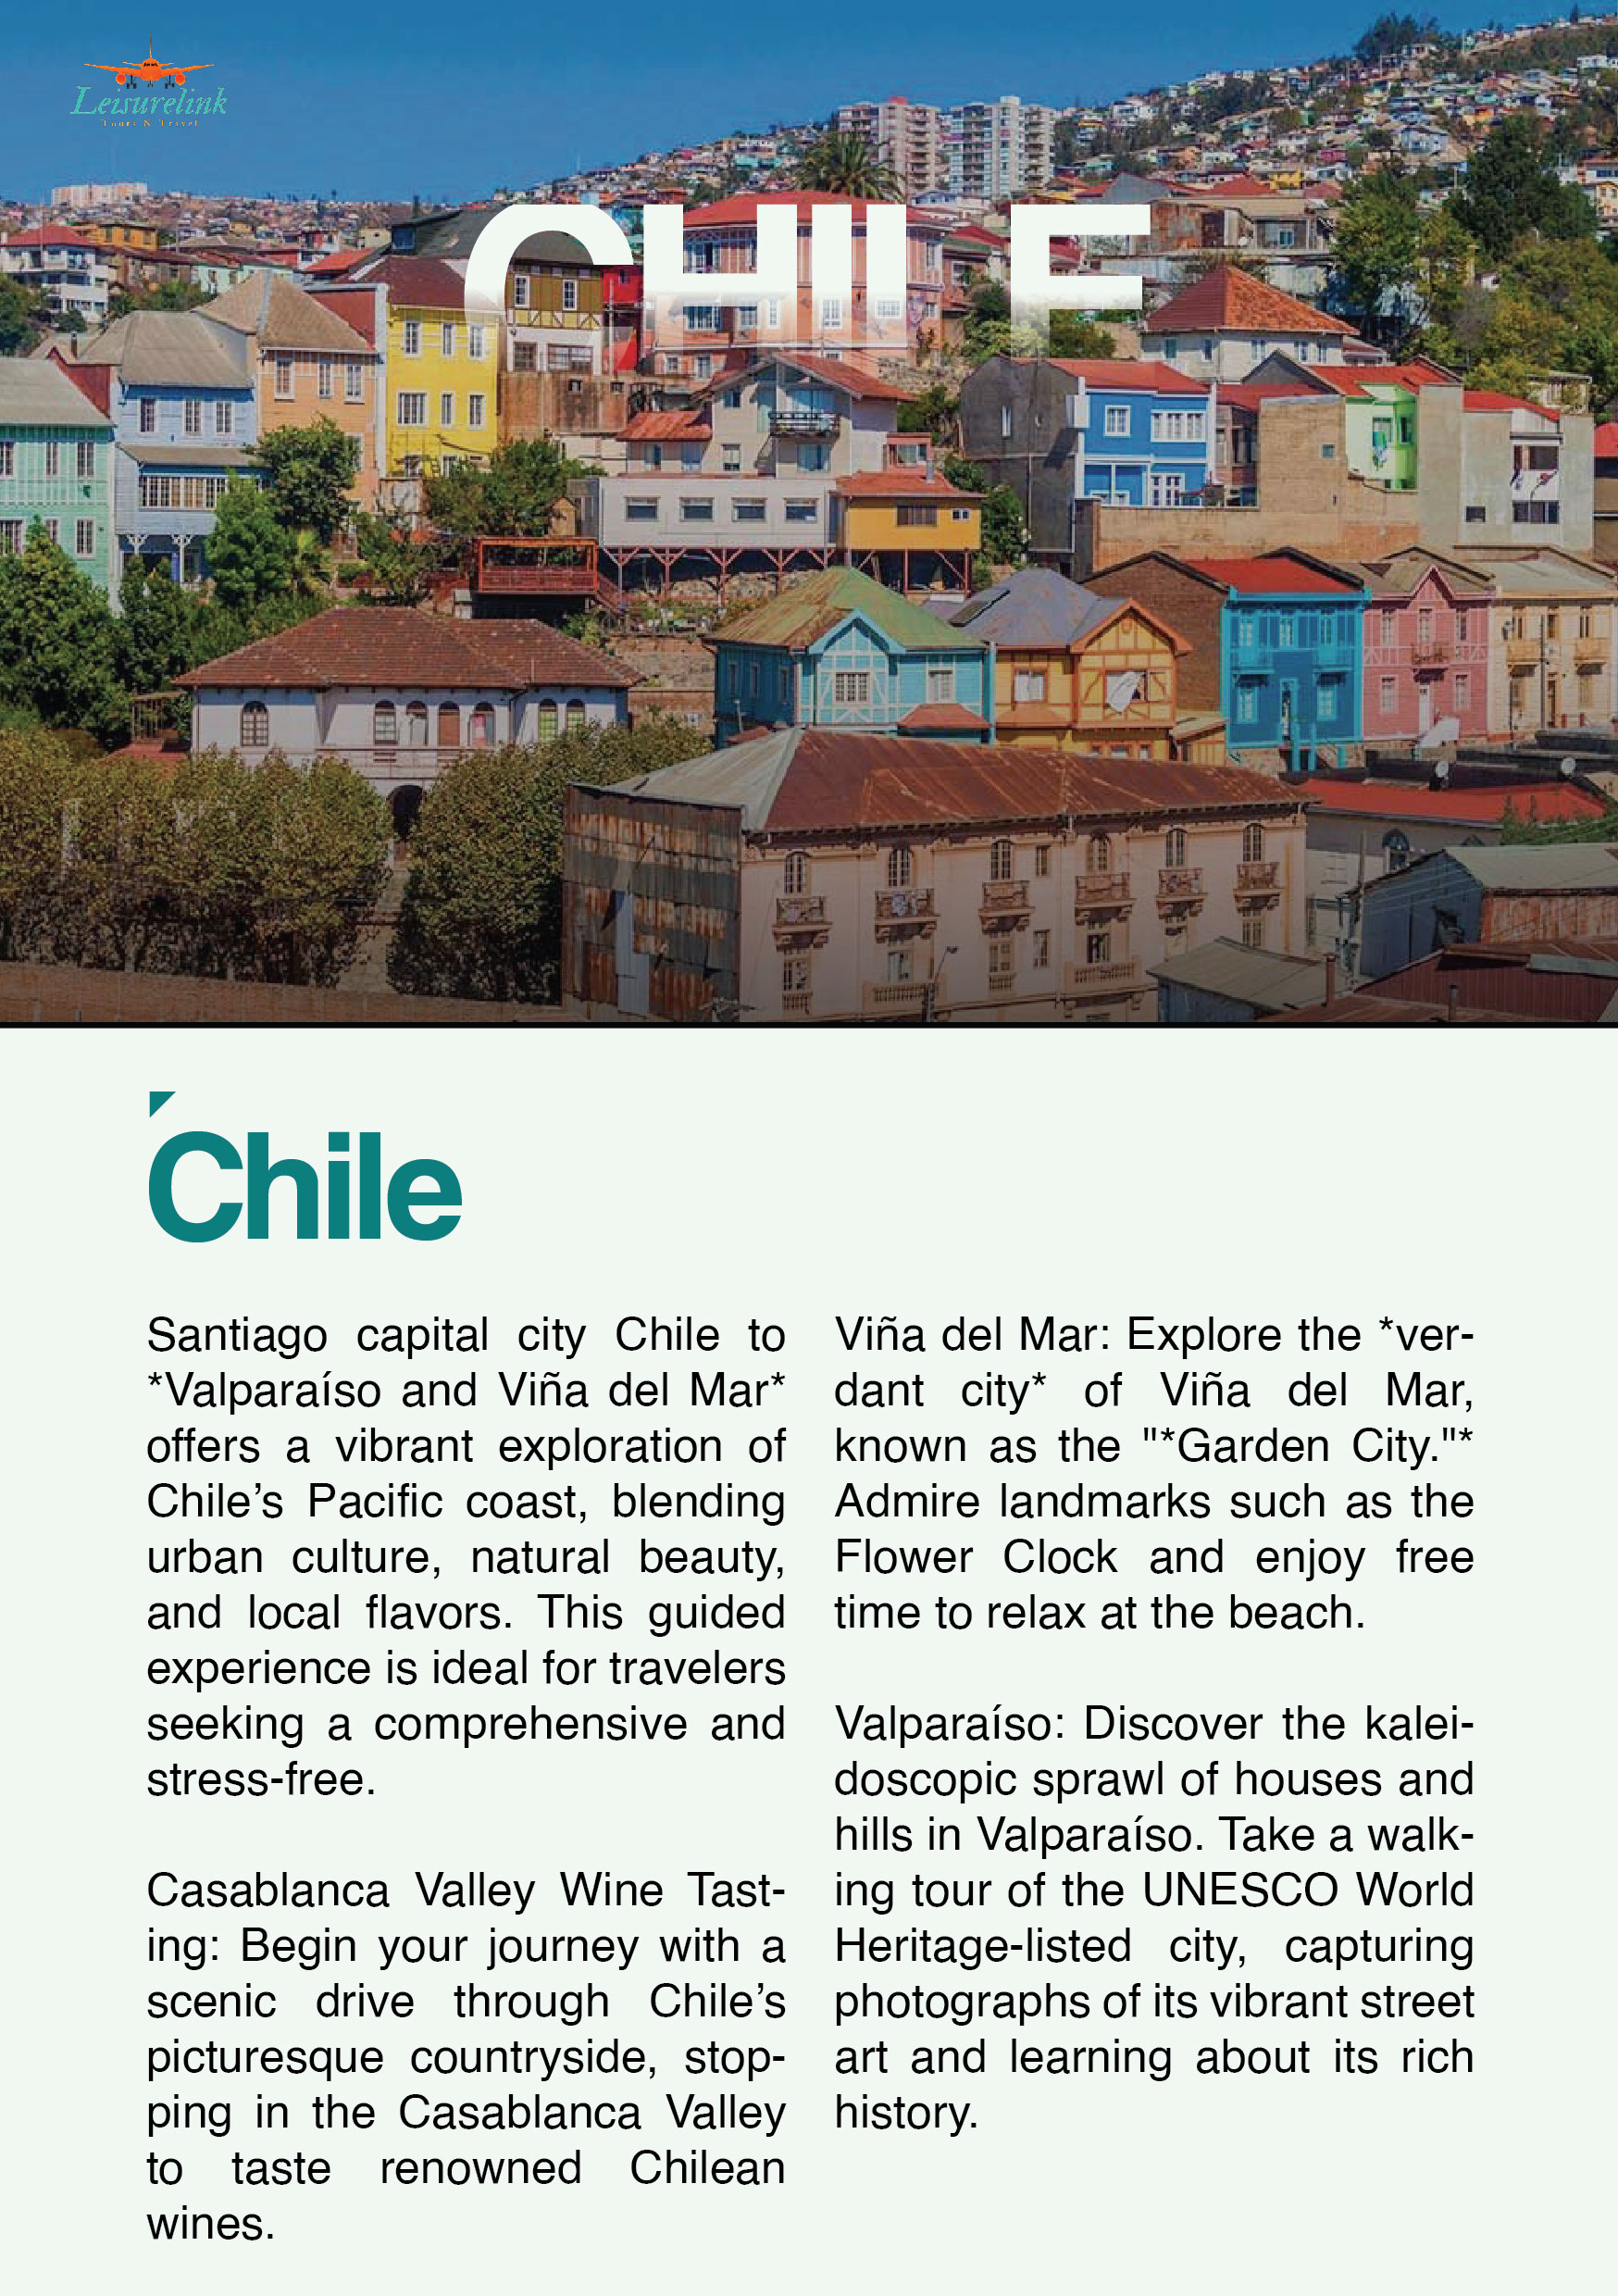 Leisurelink
Tours & Travel
CHILE
Chile
Santiago capital city Chile to
*Valparaíso and Viña del Mar*
offers a vibrant exploration of
Chile’s Pacific coast, blending
urban culture, natural beauty,
and local flavors. This guided
experience is ideal for travelers
seeking a comprehensive and
stress-free.
Casablanca Valley Wine Tast-
ing: Begin your journey with a
scenic drive through Chile’s
picturesque countryside, stop-
ping in the Casablanca Valley
to taste renowned Chilean
wines.
Viña del Mar: Explore the *ver-
dant city* of Viña del Mar,
known as the "*Garden City."*
Admire landmarks such as the
Flower Clock and enjoy free
time to relax at the beach.
Valparaíso: Discover the kalei-
doscopic sprawl of houses and
hills in Valparaíso. Take a walk-
ing tour of the UNESCO World
Heritage-listed city, capturing
photographs of its vibrant street
art and learning about its rich
history.